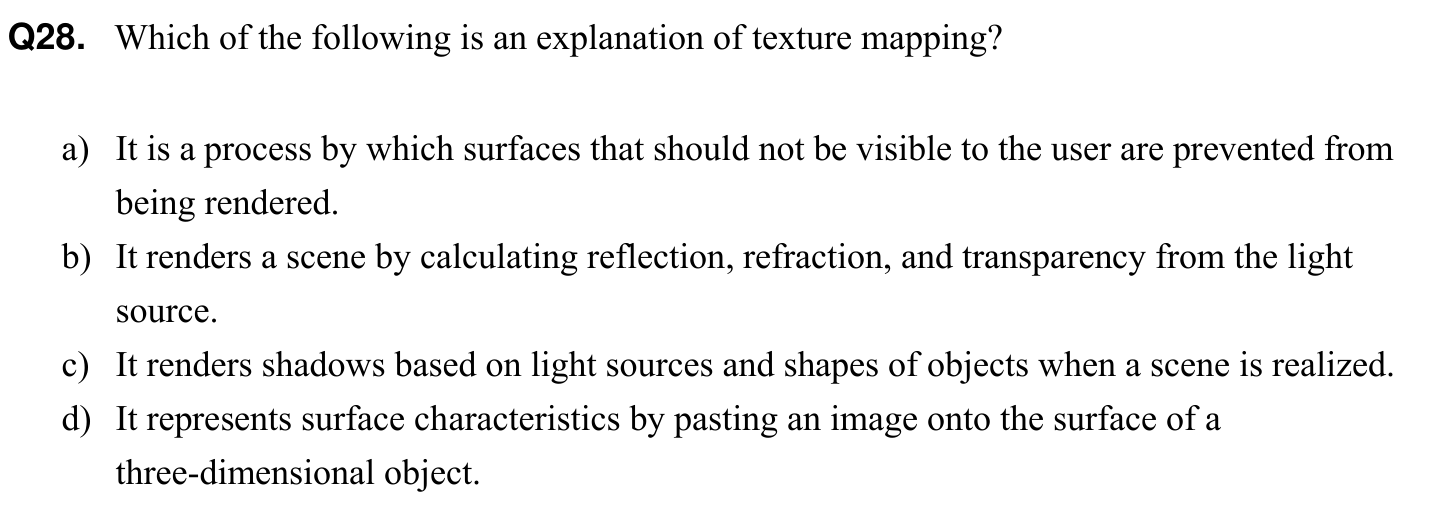 Q28. Which of the following is an explanation of texture mapping?
a) It is a process by which surfaces that should not be visible to the user are prevented from
being rendered.
b) It renders a scene by calculating reflection, refraction, and transparency from the light
source.
c) It renders shadows based on light sources and shapes of objects when a scene is realized.
d) It represents surface characteristics by pasting an image onto the surface of a
three-dimensional object.